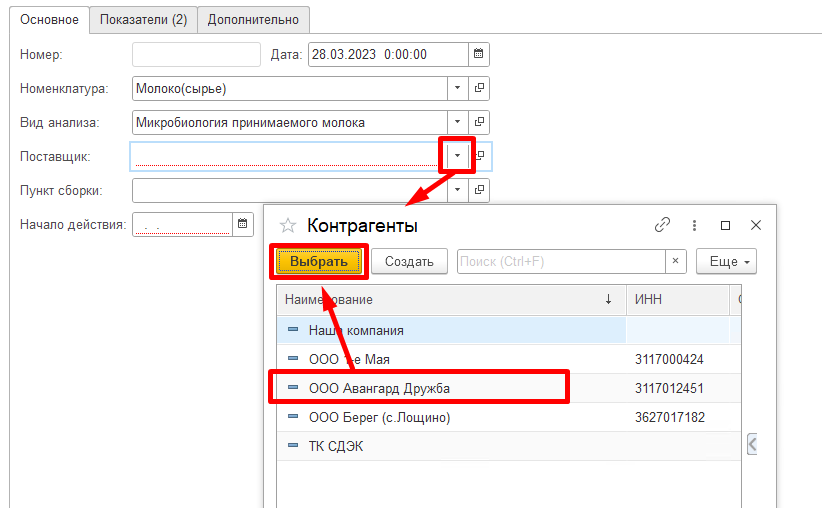 Основное Показатели (2) Дополнительно
Номер: Дата: 28.03.2023 0:00:00
Номенклатура: Молоко(сырье)
Вид анализа: Микробиология принимаемого молока
Поставщик:
Пункт сборки:
Начало действия: . .
Контрагенты
Выбрать Создать Поиск (Ctrl+F) × Еще
Наименование ↓ ИНН
Наша компания
ООО 1-е Мая 3117000424
ООО Авангард Дружба 3117012451
ООО Берег (с.Лощино) 3627017182
ТК СДЭК